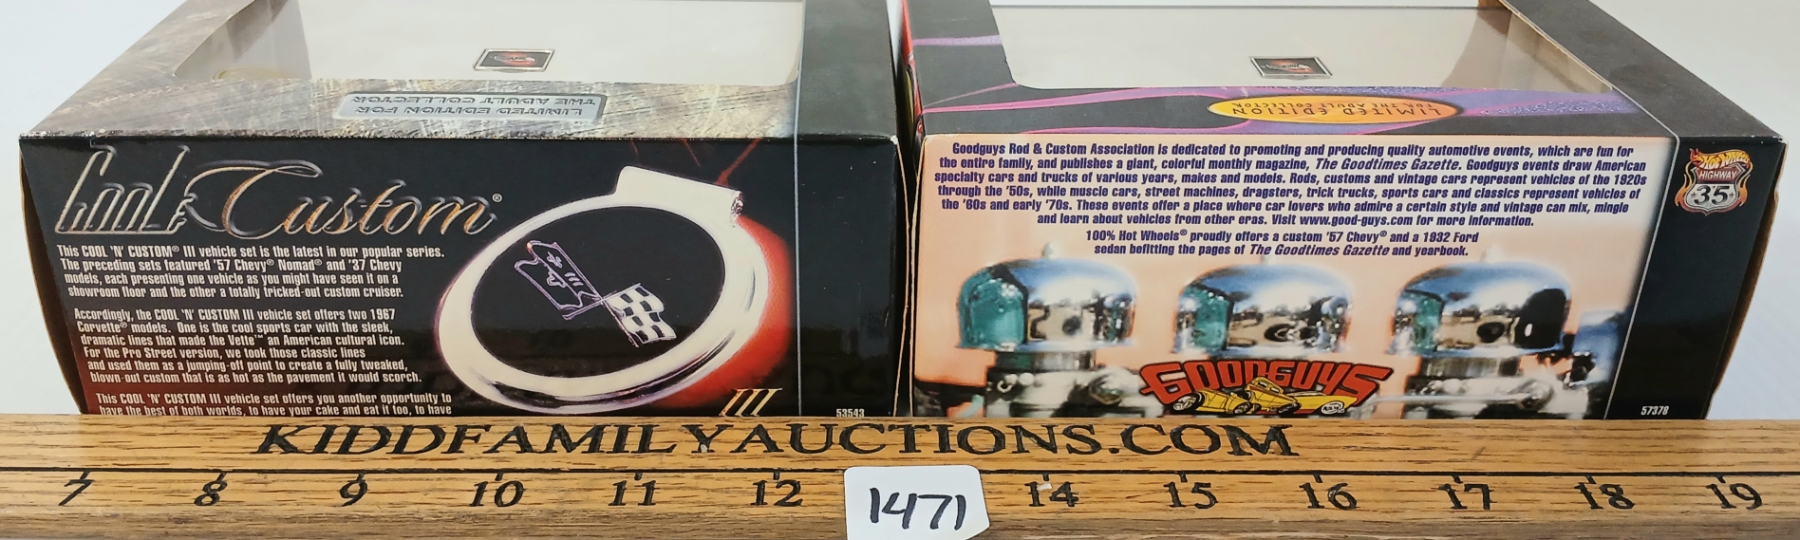 LIMITED EDITION FOR
THE ADULT COLLECTOR
Cool & Custom®
This COOL 'N' CUSTOM® III vehicle set is the latest in our popular series.
The preceding sets featured '57 Chevy® Nomad® and '37 Chevy
models, each presenting one vehicle as you might have seen it on a
showroom floor and the other a totally tricked-out custom cruiser.
Accordingly, the COOL 'N' CUSTOM III vehicle set offers two 1967
Corvette® models. One is the cool sports car with the sleek,
dramatic lines that made the Vette™ an American cultural icon.
For the Pro Street version, we took those classic lines
and used them as a jumping-off point to create a fully tweaked,
blown-out custom that is as hot as the pavement it would scorch.
This COOL 'N' CUSTOM III vehicle set offers you another opportunity to
have the best of both worlds, to have your cake and eat it too, to have
III
53543
LIMITED EDITION
FOR THE ADULT COLLECTOR
Goodguys Rod & Custom Association is dedicated to promoting and producing quality automotive events, which are fun for
the entire family, and publishes a giant, colorful monthly magazine, The Goodtimes Gazette. Goodguys events draw American
specialty cars and trucks of various years, makes and models. Rods, customs and vintage cars represent vehicles of the 1920s
through the '50s, while muscle cars, street machines, dragsters, trick trucks, sports cars and classics represent vehicles of
the '60s and early '70s. These events offer a place where car lovers who admire a certain style and vintage can mix, mingle
and learn about vehicles from other eras. Visit www.good-guys.com for more information.
100% Hot Wheels® proudly offers a custom '57 Chevy® and a 1932 Ford
sedan befitting the pages of The Goodtimes Gazette and yearbook.
HOT WHEELS
HIGHWAY
35
GOODGUYS
57378
KIDDFAMILYAUCTIONS.COM
7 8 9 10 11 12 14 15 16 17 18 19
1471